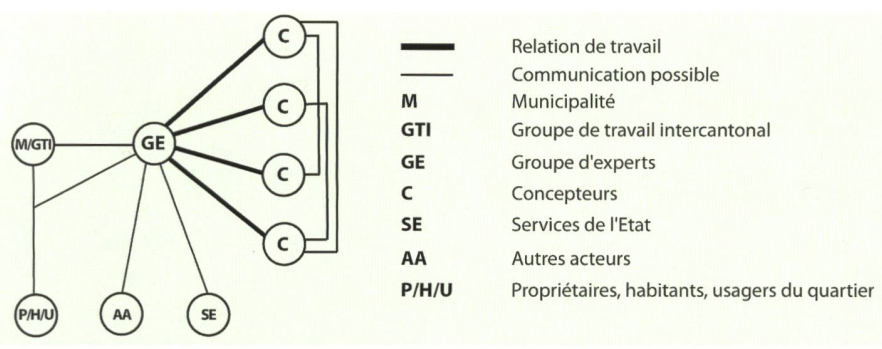 C
C
M/GTI
GE
C
C
P/H/U
AA
SE
Relation de travail
Communication possible
M Municipalité
GTI Groupe de travail intercantonal
GE Groupe d'experts
C Concepteurs
SE Services de l'Etat
AA Autres acteurs
P/H/U Propriétaires, habitants, usagers du quartier